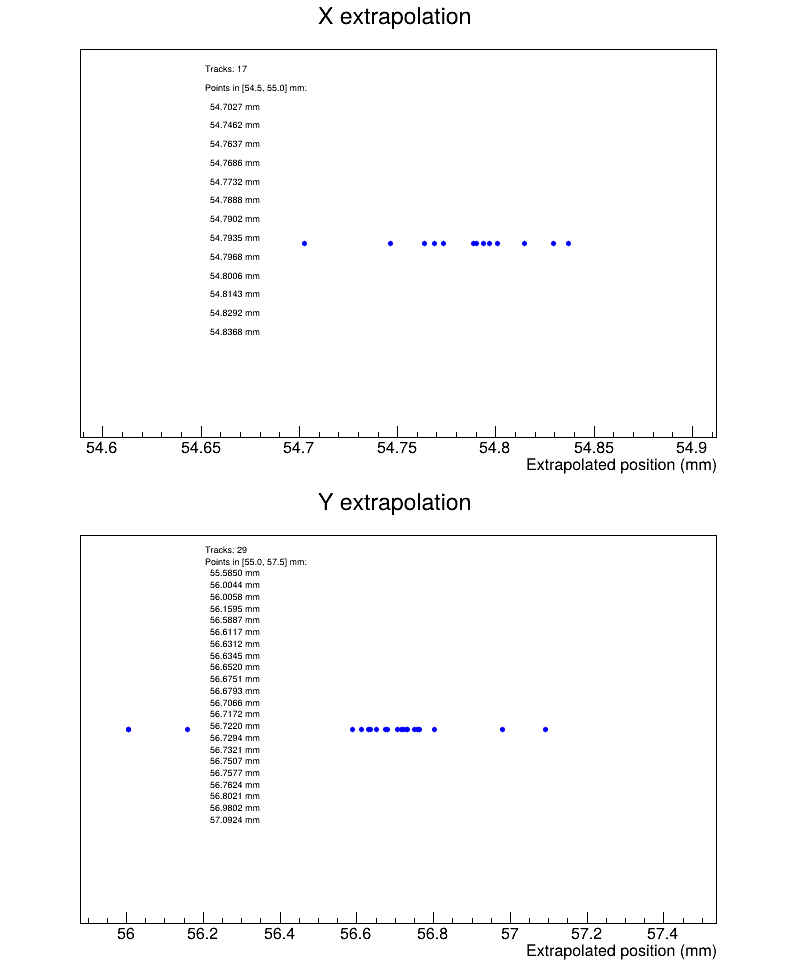 X extrapolation
Tracks: 17
Points in [54.5, 55.0] mm:
54.7027 mm
54.7462 mm
54.7637 mm
54.7686 mm
54.7732 mm
54.7888 mm
54.7902 mm
54.7935 mm
54.7968 mm
54.8006 mm
54.8143 mm
54.8292 mm
54.8368 mm
54.6 54.65 54.7 54.75 54.8 54.85 54.9
Extrapolated position (mm)
Y extrapolation
Tracks: 29
Points in [55.0, 57.5] mm:
55.5850 mm
56.0044 mm
56.0058 mm
56.1595 mm
56.5887 mm
56.6117 mm
56.6312 mm
56.6345 mm
56.6520 mm
56.6751 mm
56.6793 mm
56.7066 mm
56.7172 mm
56.7220 mm
56.7294 mm
56.7321 mm
56.7507 mm
56.7577 mm
56.7624 mm
56.8021 mm
56.9802 mm
57.0924 mm
56 56.2 56.4 56.6 56.8 57 57.2 57.4
Extrapolated position (mm)